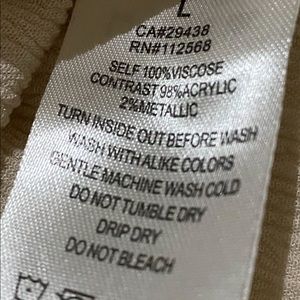 L
CA#29438
RN#112568
SELF 100%VISCOSE
CONTRAST 98%ACRYLIC
2%METALLIC
TURN INSIDE OUT BEFORE WASH
WASH WITH ALIKE COLORS
GENTLE MACHINE WASH COLD
DO NOT TUMBLE DRY
DRIP DRY
DO NOT BLEACH